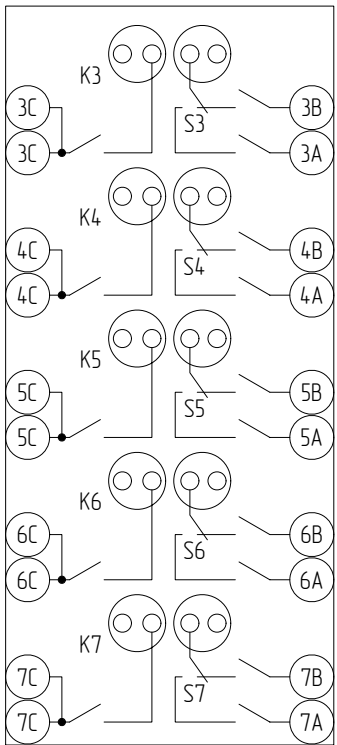 K3
3C S3 3B
3C 3A
K4
4C S4 4B
4C 4A
K5
5C S5 5B
5C 5A
K6
6C S6 6B
6C 6A
K7
7C S7 7B
7C 7A